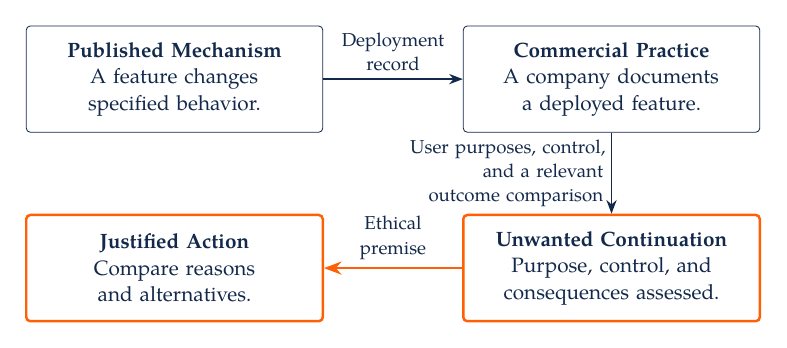 Published Mechanism
A feature changes
specified behavior.
Deployment
record
Commercial Practice
A company documents
a deployed feature.
User purposes, control,
and a relevant
outcome comparison
Justified Action
Compare reasons
and alternatives.
Ethical
premise
Unwanted Continuation
Purpose, control, and
consequences assessed.